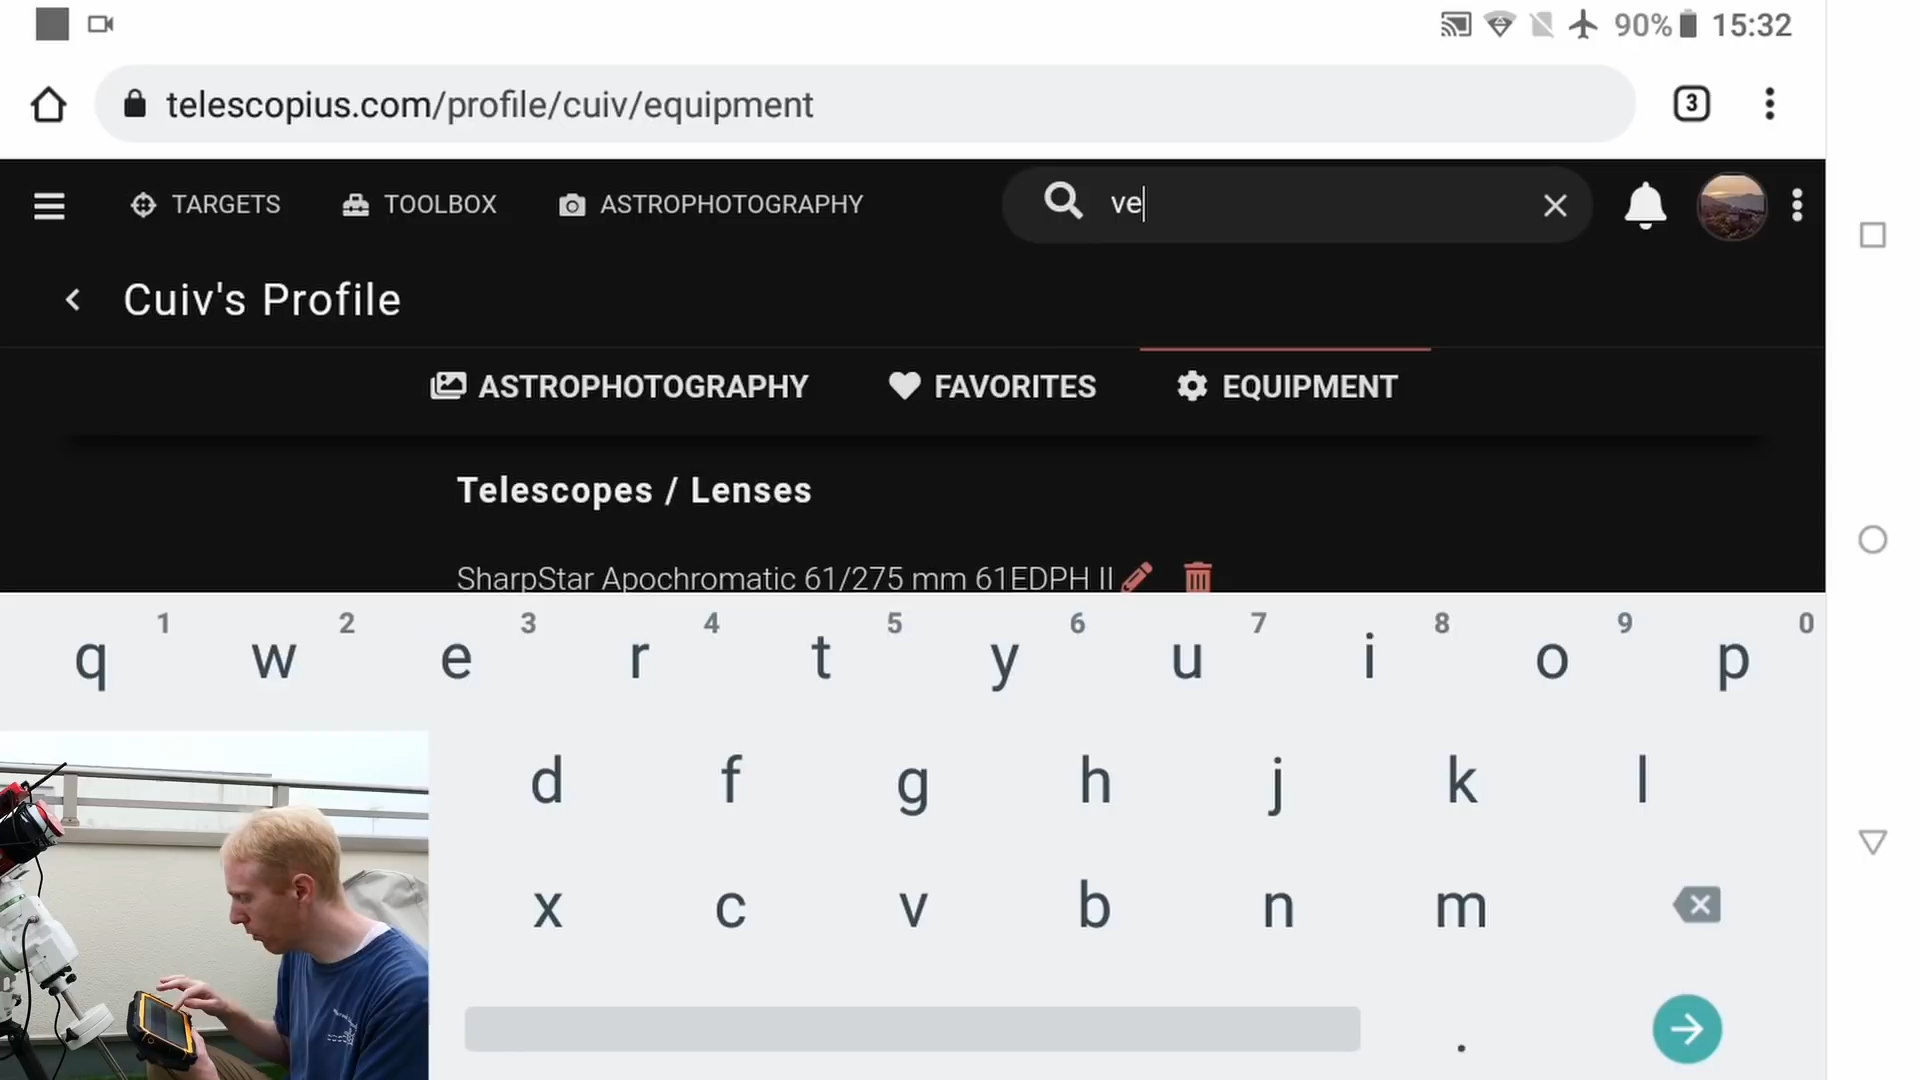 90% 15:32
telescopius.com/profile/cuiv/equipment 3
TARGETS TOOLBOX ASTROPHOTOGRAPHY ve
Cuiv's Profile
ASTROPHOTOGRAPHY FAVORITES EQUIPMENT
Telescopes / Lenses
SharpStar Apochromatic 61/275 mm 61EDPH II
1 2 3 4 5 6 7 8 9 0
q w e r t y u i o p
d f g h j k l
x c v b n m
.